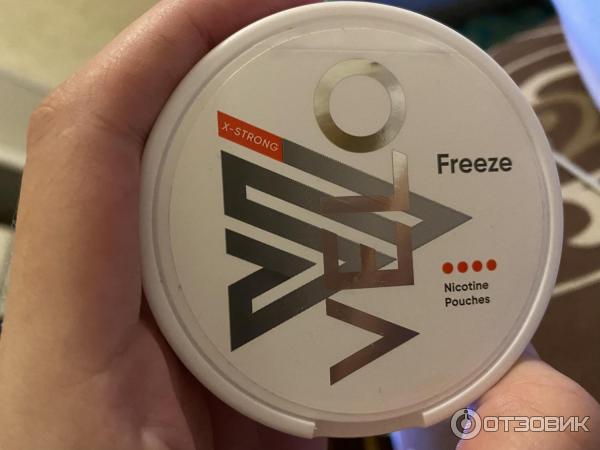 X-STRONG
VELO
Freeze
Nicotine
Pouches
ОТЗОВИК